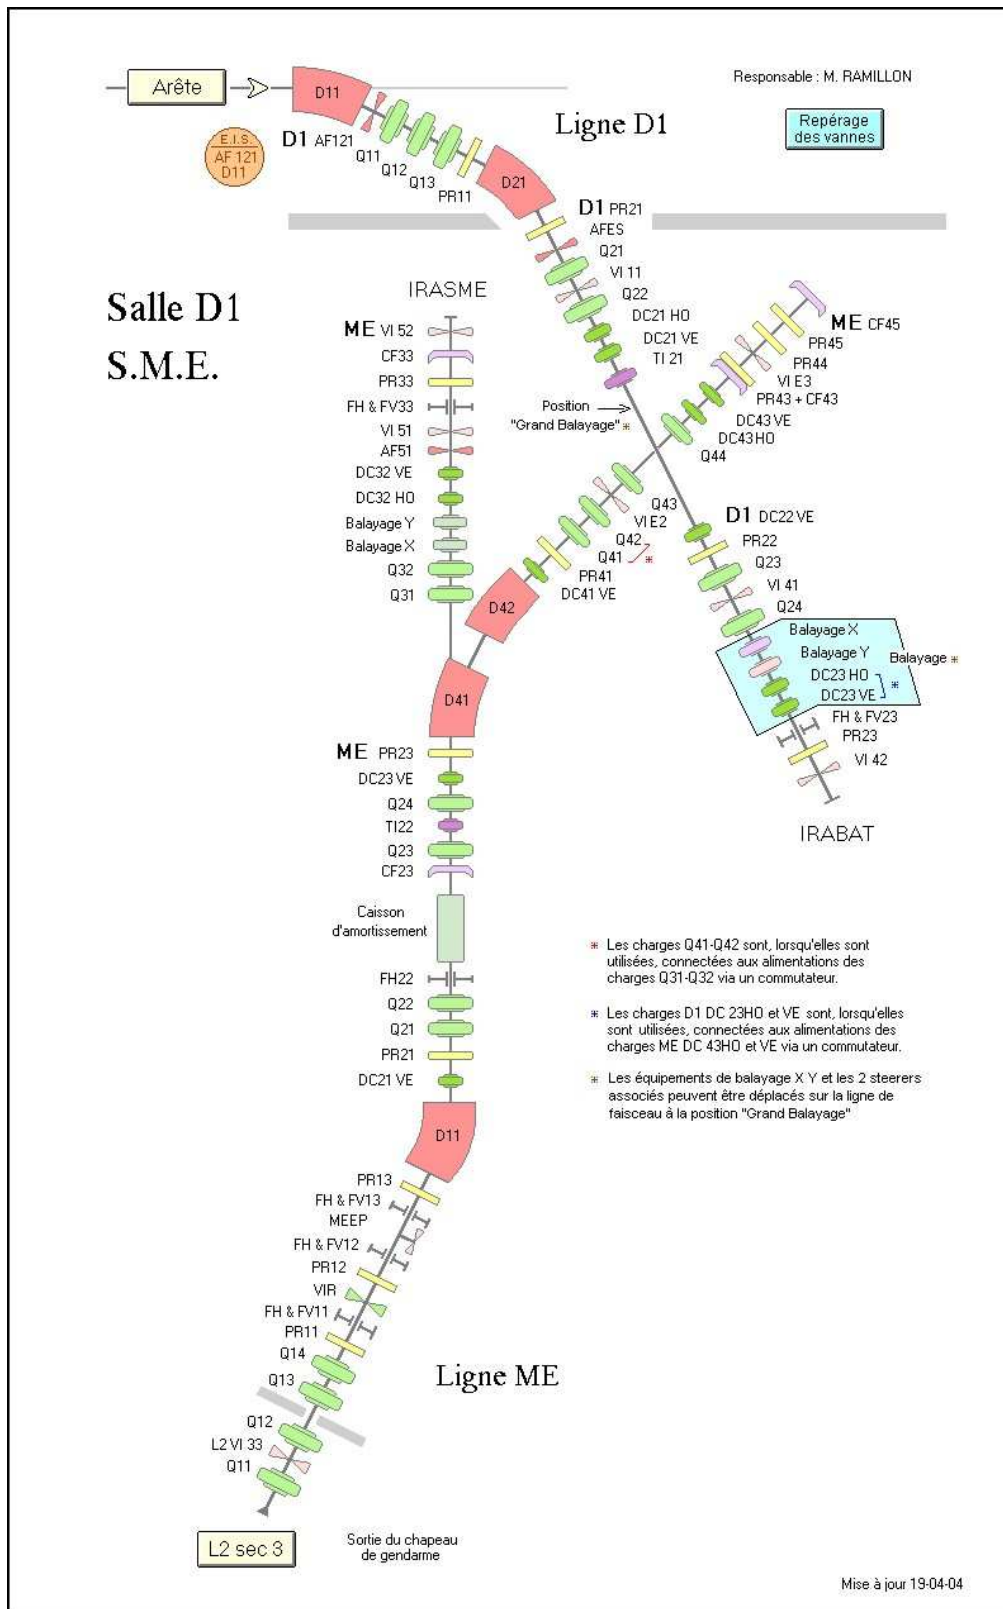 Arête
Responsable : M. RAMILLON
Repérage
des vannes
Ligne D1
E.I.S.
AF 121
D11
D11
D1 AF121
Q11
Q12
Q13
PR11
D21
D1 PR21
AFES
Q21
VI 11
Q22
DC21 HO
DC21 VE
TI 21
Position
"Grand Balayage" *
Salle D1
S.M.E.
IRASME
ME VI 52
CF33
PR33
FH & FV33
VI 51
AF51
DC32 VE
DC32 HO
Balayage Y
Balayage X
Q32
Q31
ME CF45
PR45
PR44
VI E3
PR43 + CF43
DC43 VE
DC43 HO
Q44
Q43
VI E2
Q42
Q41
*
PR41
DC41 VE
D42
D41
D1 DC22 VE
PR22
Q23
VI 41
Q24
Balayage X
Balayage Y
Balayage *
DC23 HO
DC23 VE
*
FH & FV23
PR23
VI 42
IRABAT
ME PR23
DC23 VE
Q24
TI22
Q23
CF23
Caisson
d'amortissement
FH22
Q22
Q21
PR21
DC21 VE
D11
* Les charges Q41-Q42 sont, lorsqu'elles sont
utilisées, connectées aux alimentations des
charges Q31-Q32 via un commutateur.
* Les charges D1 DC 23HO et VE sont, lorsqu'elles
sont utilisées, connectées aux alimentations des
charges ME DC 43HO et VE via un commutateur.
* Les équipements de balayage X Y et les 2 steerers
associés peuvent être déplacés sur la ligne de
faisceau à la position "Grand Balayage"
PR13
FH & FV13
MEEP
FH & FV12
PR12
VIR
FH & FV11
PR11
Q14
Q13
Ligne ME
Q12
L2 VI 33
Q11
L2 sec 3
Sortie du chapeau
de gendarme
Mise à jour 19-04-04